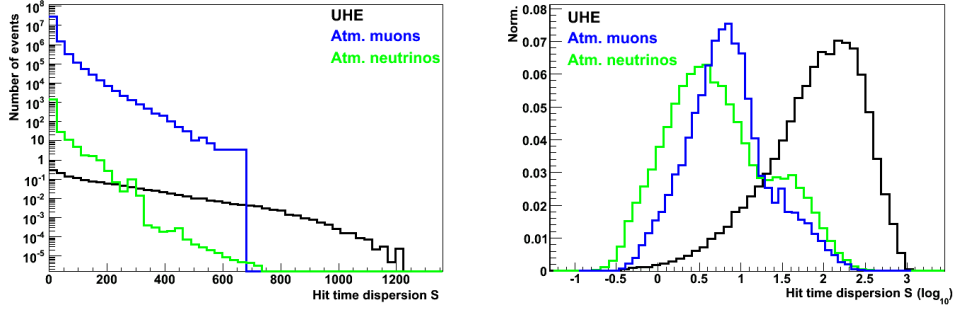 Number of events
10^8
10^7
10^6
10^5
10^4
10^3
10^2
10
1
10^-1
10^-2
10^-3
10^-4
10^-5
UHE
Atm. muons
Atm. neutrinos
0 200 400 600 800 1000 1200
Hit time dispersion S
Norm.
0.08
0.07
0.06
0.05
0.04
0.03
0.02
0.01
0
UHE
Atm. muons
Atm. neutrinos
-1 -0.5 0 0.5 1 1.5 2 2.5 3
Hit time dispersion S (log_10)